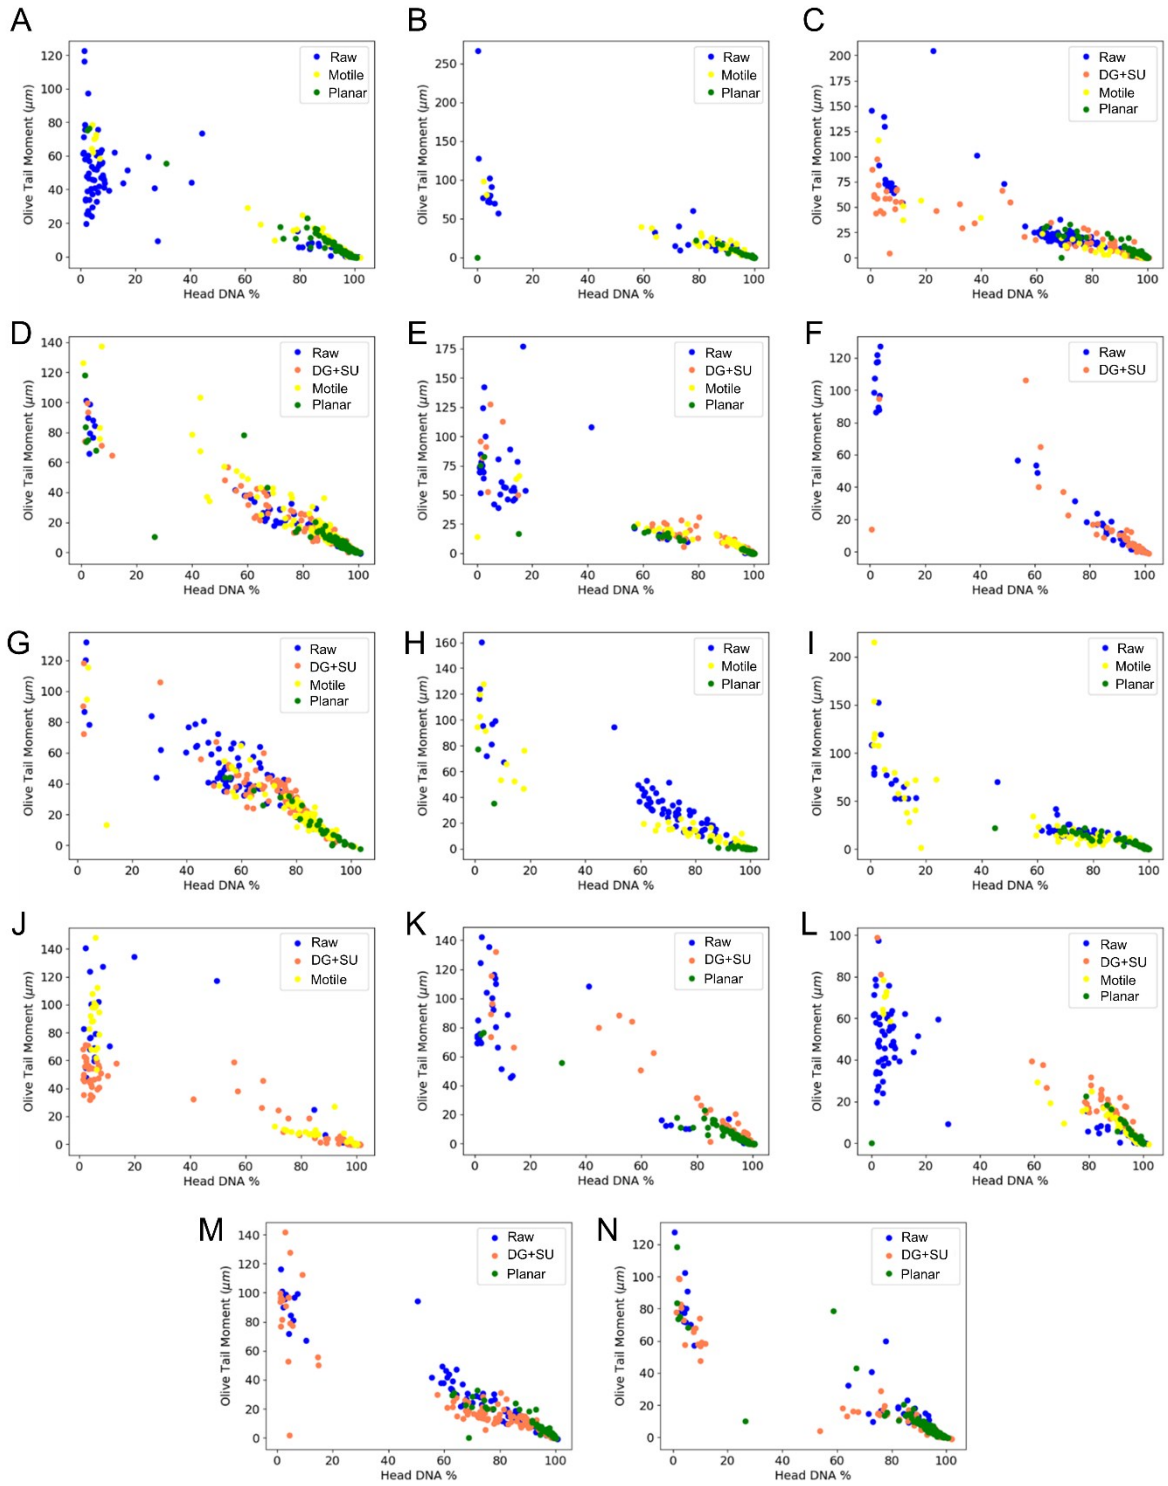 A
Raw
Motile
Planar
Olive Tail Moment (μm)
120
100
80
60
40
20
0
0 20 40 60 80 100
Head DNA %
B
Raw
Motile
Planar
Olive Tail Moment (μm)
250
200
150
100
50
0
0 20 40 60 80 100
Head DNA %
C
Raw
DG+SU
Motile
Planar
Olive Tail Moment (μm)
200
175
150
125
100
75
50
25
0
0 20 40 60 80 100
Head DNA %
D
Raw
DG+SU
Motile
Planar
Olive Tail Moment (μm)
140
120
100
80
60
40
20
0
0 20 40 60 80 100
Head DNA %
E
Raw
DG+SU
Motile
Planar
Olive Tail Moment (μm)
175
150
125
100
75
50
25
0
0 20 40 60 80 100
Head DNA %
F
Raw
DG+SU
Olive Tail Moment (μm)
120
100
80
60
40
20
0
0 20 40 60 80 100
Head DNA %
G
Raw
DG+SU
Motile
Planar
Olive Tail Moment (μm)
120
100
80
60
40
20
0
0 20 40 60 80 100
Head DNA %
H
Raw
Motile
Planar
Olive Tail Moment (μm)
160
140
120
100
80
60
40
20
0
0 20 40 60 80 100
Head DNA %
I
Raw
Motile
Planar
Olive Tail Moment (μm)
200
150
100
50
0
0 20 40 60 80 100
Head DNA %
J
Raw
DG+SU
Motile
Olive Tail Moment (μm)
140
120
100
80
60
40
20
0
0 20 40 60 80 100
Head DNA %
K
Raw
DG+SU
Planar
Olive Tail Moment (μm)
140
120
100
80
60
40
20
0
0 20 40 60 80 100
Head DNA %
L
Raw
DG+SU
Motile
Planar
Olive Tail Moment (μm)
100
80
60
40
20
0
0 20 40 60 80 100
Head DNA %
M
Raw
DG+SU
Planar
Olive Tail Moment (μm)
140
120
100
80
60
40
20
0
0 20 40 60 80 100
Head DNA %
N
Raw
DG+SU
Planar
Olive Tail Moment (μm)
120
100
80
60
40
20
0
0 20 40 60 80 100
Head DNA %